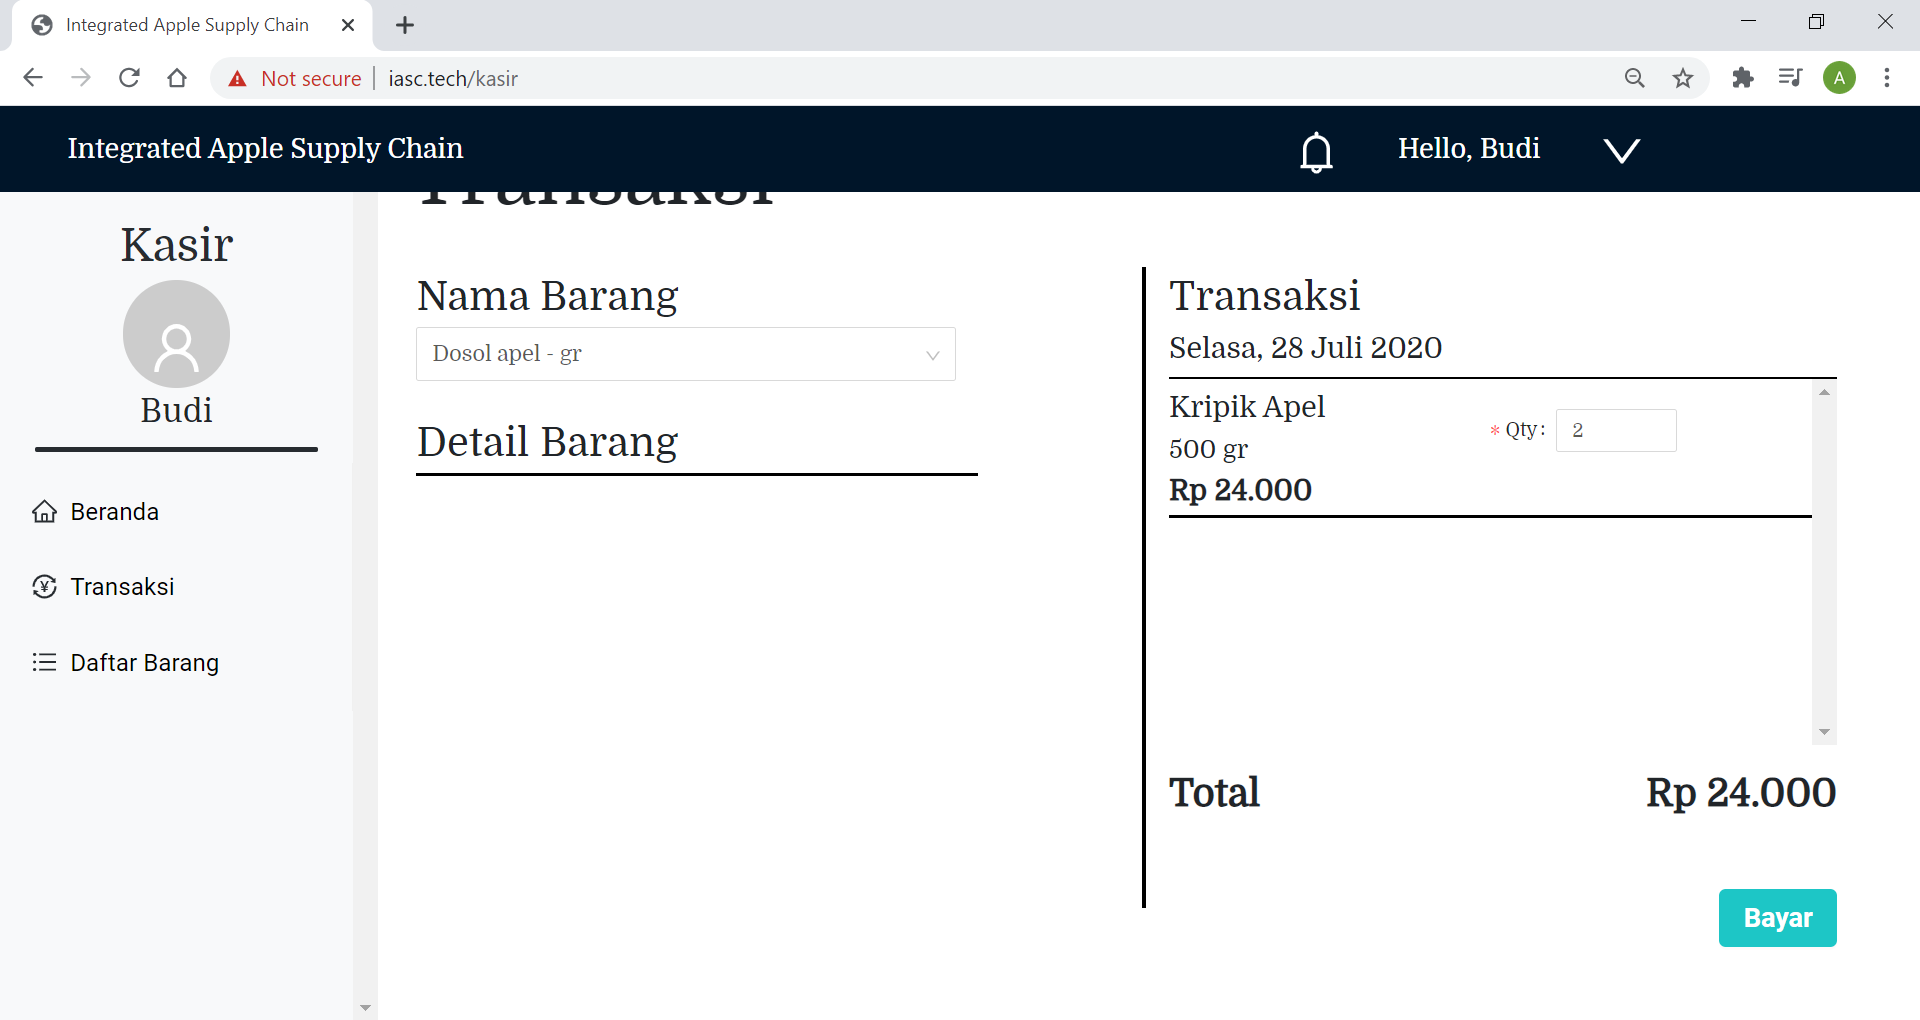 Integrated Apple Supply Chain
Not secure
iasc.tech/kasir
A
Integrated Apple Supply Chain
Hello, Budi
Transaksi
Kasir
Budi
Beranda
Transaksi
Daftar Barang
Nama Barang
Dosol apel - gr
Detail Barang
Transaksi
Selasa, 28 Juli 2020
Kripik Apel
500 gr
Rp 24.000
* Qty: 2
Total Rp 24.000
Bayar